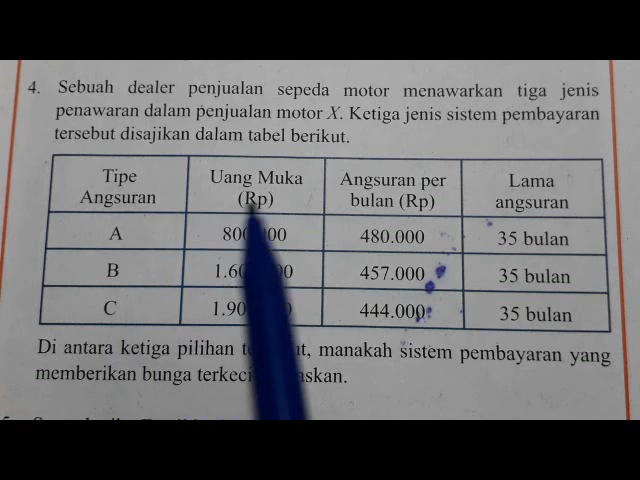 4. Sebuah dealer penjualan sepeda motor menawarkan tiga jenis
penawaran dalam penjualan motor X. Ketiga jenis sistem pembayaran
tersebut disajikan dalam tabel berikut.
Tipe Angsuran Uang Muka (Rp) Angsuran per bulan (Rp) Lama angsuran
A 480.000 35 bulan
B 457.000 35 bulan
C 444.000 35 bulan
Di antara ketiga pilihan manakah sistem pembayaran yang
memberikan bunga